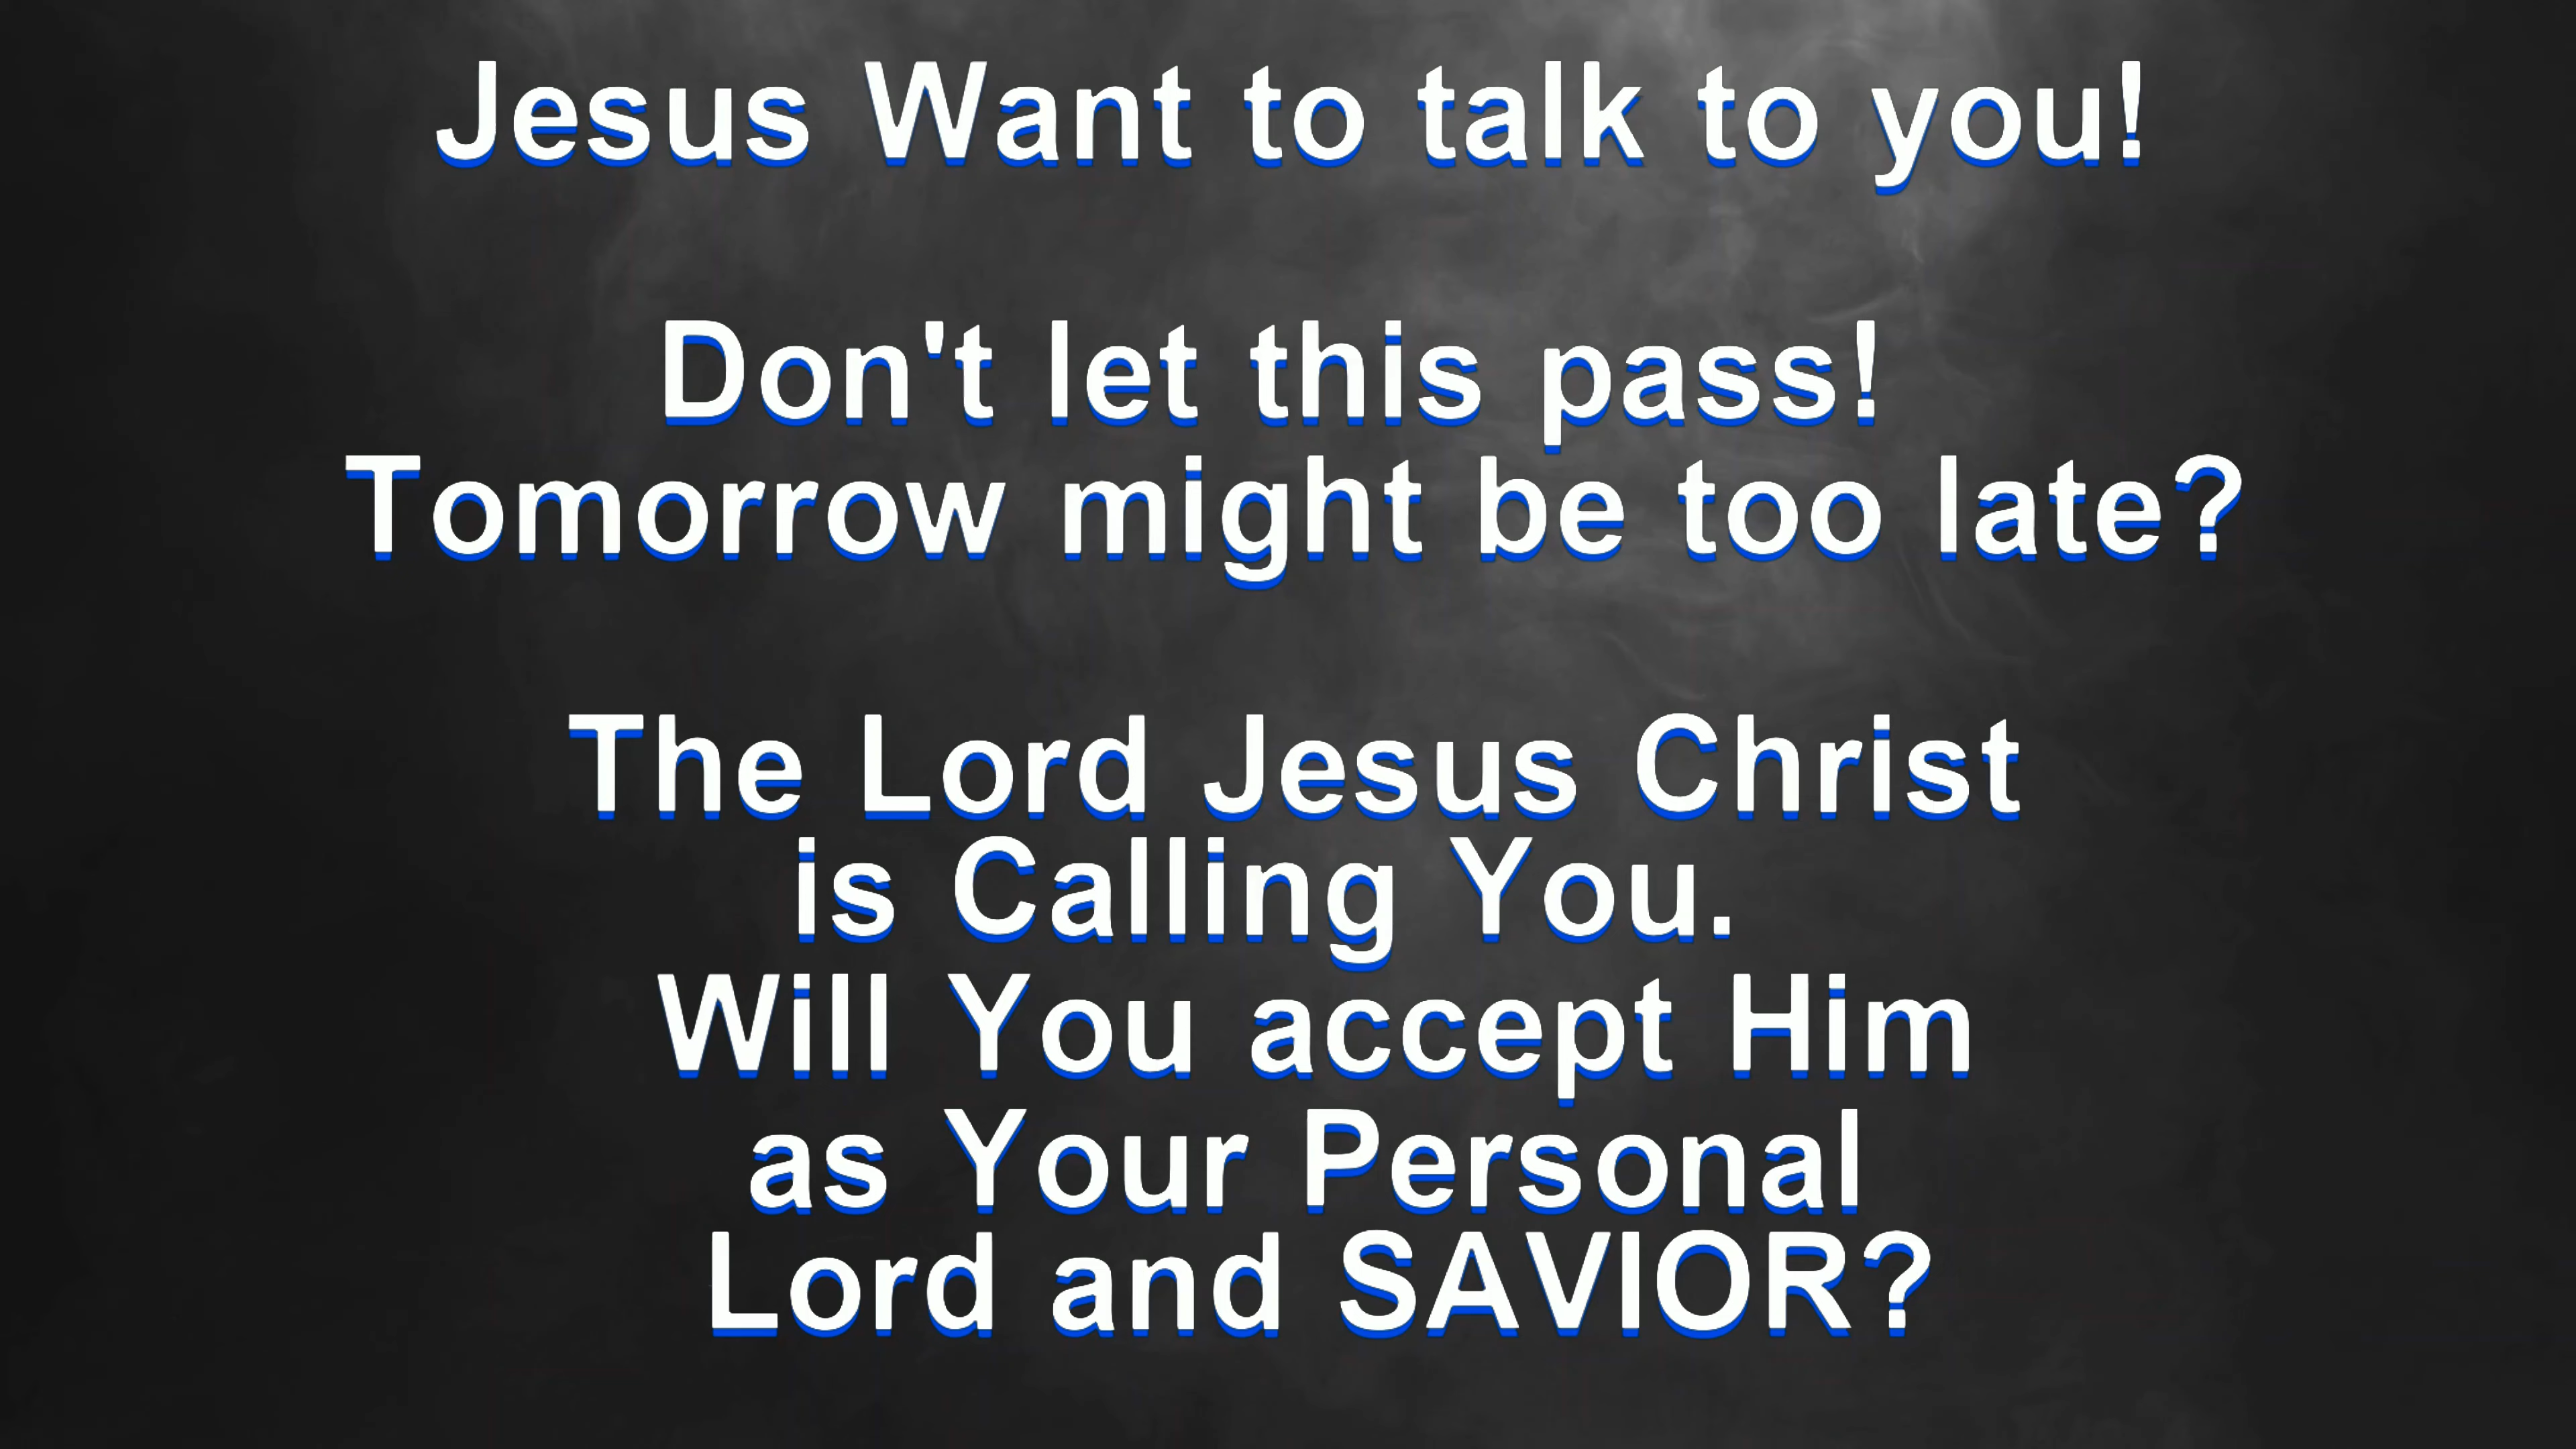 Jesus Want to talk to you!
Don't let this pass!
Tomorrow might be too late?
The Lord Jesus Christ
is Calling You.
Will You accept Him
as Your Personal
Lord and SAVIOR?